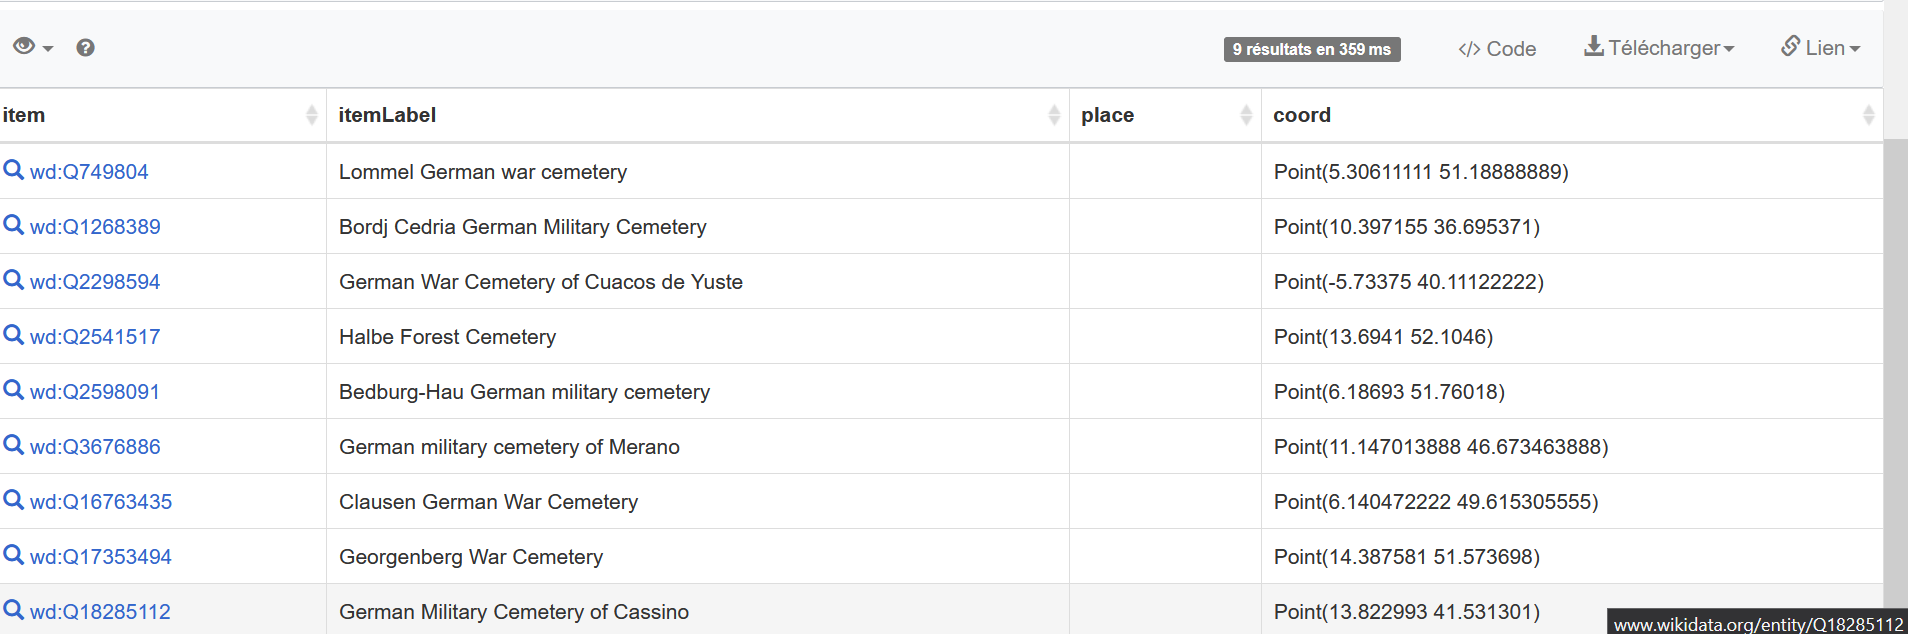 9 résultats en 359 ms </> Code Télécharger Lien
item itemLabel place coord
wd:Q749804 Lommel German war cemetery Point(5.30611111 51.18888889)
wd:Q1268389 Bordj Cedria German Military Cemetery Point(10.397155 36.695371)
wd:Q2298594 German War Cemetery of Cuacos de Yuste Point(-5.73375 40.11122222)
wd:Q2541517 Halbe Forest Cemetery Point(13.6941 52.1046)
wd:Q2598091 Bedburg-Hau German military cemetery Point(6.18693 51.76018)
wd:Q3676886 German military cemetery of Merano Point(11.147013888 46.673463888)
wd:Q16763435 Clausen German War Cemetery Point(6.140472222 49.615305555)
wd:Q17353494 Georgenberg War Cemetery Point(14.387581 51.573698)
wd:Q18285112 German Military Cemetery of Cassino Point(13.822993 41.531301)
www.wikidata.org/entity/Q18285112